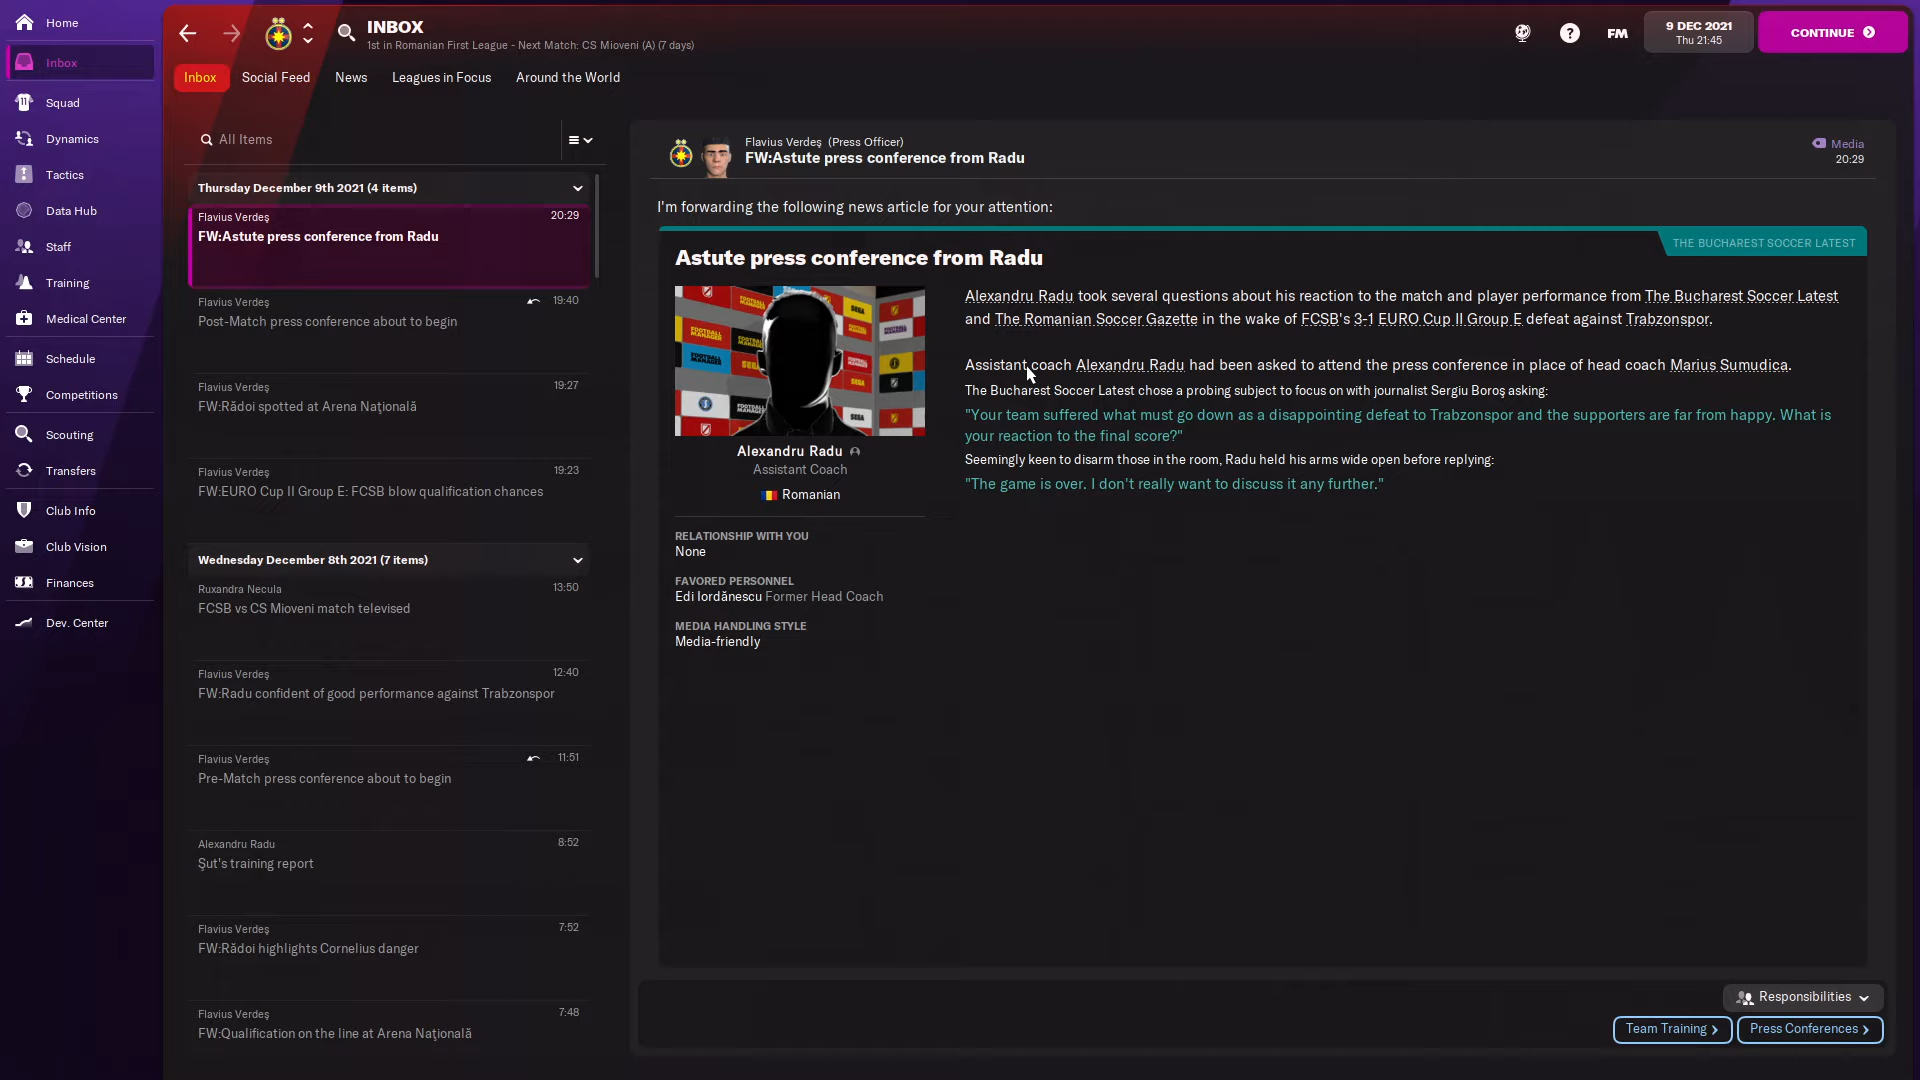 Home
Inbox
Squad
Dynamics
Tactics
Data Hub
Staff
Training
Medical Center
Schedule
Competitions
Scouting
Transfers
Club Info
Club Vision
Finances
Dev. Center
INBOX
1st in Romanian First League - Next Match: CS Mioveni (A) (7 days)
FM
9 DEC 2021
Thu 21:45
CONTINUE
Inbox Social Feed News Leagues in Focus Around the World
All Items
Thursday December 9th 2021 (4 items)
Flavius Verdeş 20:29
FW:Astute press conference from Radu
Flavius Verdeş 19:40
Post-Match press conference about to begin
Flavius Verdeş 19:27
FW:Rădoi spotted at Arena Naţională
Flavius Verdeş 19:23
FW:EURO Cup II Group E: FCSB blow qualification chances
Wednesday December 8th 2021 (7 items)
Ruxandra Necula 13:50
FCSB vs CS Mioveni match televised
Flavius Verdeş 12:40
FW:Radu confident of good performance against Trabzonspor
Flavius Verdeş 11:51
Pre-Match press conference about to begin
Alexandru Radu 8:52
Şut's training report
Flavius Verdeş 7:52
FW:Rădoi highlights Cornelius danger
Flavius Verdeş 7:48
FW:Qualification on the line at Arena Naţională
Flavius Verdeş (Press Officer)
FW:Astute press conference from Radu
Media
20:29
I'm forwarding the following news article for your attention:
THE BUCHAREST SOCCER LATEST
Astute press conference from Radu
FOOTBALL MANAGER
SEGA
Alexandru Radu
Assistant Coach
Romanian
RELATIONSHIP WITH YOU
None
FAVORED PERSONNEL
Edi Iordănescu Former Head Coach
MEDIA HANDLING STYLE
Media-friendly
Alexandru Radu took several questions about his reaction to the match and player performance from The Bucharest Soccer Latest
and The Romanian Soccer Gazette in the wake of FCSB's 3-1 EURO Cup II Group E defeat against Trabzonspor.
Assistant coach Alexandru Radu had been asked to attend the press conference in place of head coach Marius Sumudica.
The Bucharest Soccer Latest chose a probing subject to focus on with journalist Sergiu Boroş asking:
"Your team suffered what must go down as a disappointing defeat to Trabzonspor and the supporters are far from happy. What is
your reaction to the final score?"
Seemingly keen to disarm those in the room, Radu held his arms wide open before replying:
"The game is over. I don't really want to discuss it any further."
Responsibilities
Team Training
Press Conferences